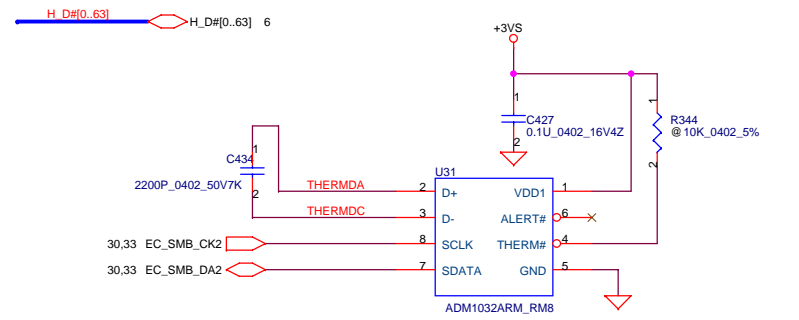 H_D#[0..63]
H_D#[0..63] 6
+3VS
1
C427
0.1U_0402_16V4Z
2
1
R344
@10K_0402_5%
2
1
C434
2200P_0402_50V7K
2
U31
THERMDA 2 D+ VDD1 1
THERMDC 3 D- ALERT# 6
30,33 EC_SMB_CK2 8 SCLK THERM# 4
30,33 EC_SMB_DA2 7 SDATA GND 5
ADM1032ARM_RM8